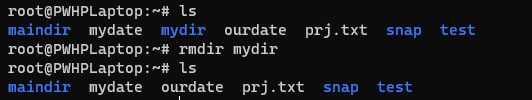 root@PWHPLaptop:~# ls
maindir mydate mydir ourdate prj.txt snap test
root@PWHPLaptop:~# rmdir mydir
root@PWHPLaptop:~# ls
maindir mydate ourdate prj.txt snap test